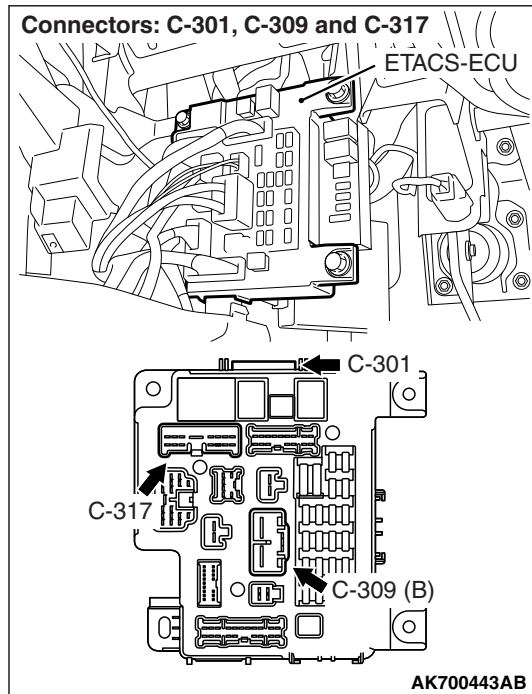 Connectors: C-301, C-309 and C-317
ETACS-ECU
C-301
C-317
C-309 (B)
AK700443AB